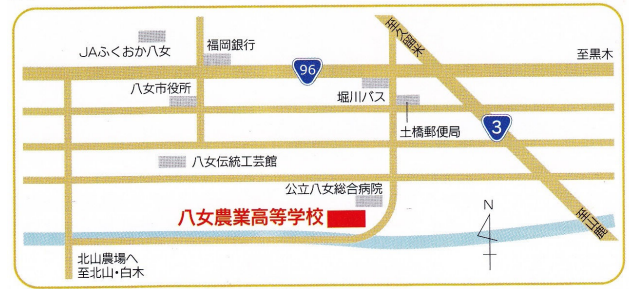 至久留米
JAふくおか八女
福岡銀行
至黒木
96
八女市役所
堀川バス
土橋郵便局
3
八女伝統工芸館
公立八女総合病院
八女農業高等学校
N
至山鹿
北山農場へ
至北山・白木